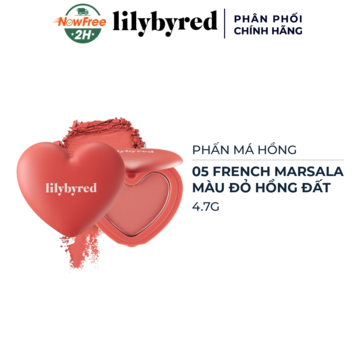 NowFree
2H
lilybyred
PHÂN PHỐI
CHÍNH HÃNG
lilybyred
PHẤN MÁ HỒNG
05 FRENCH MARSALA
MÀU ĐỎ HỒNG ĐẤT
4.7G